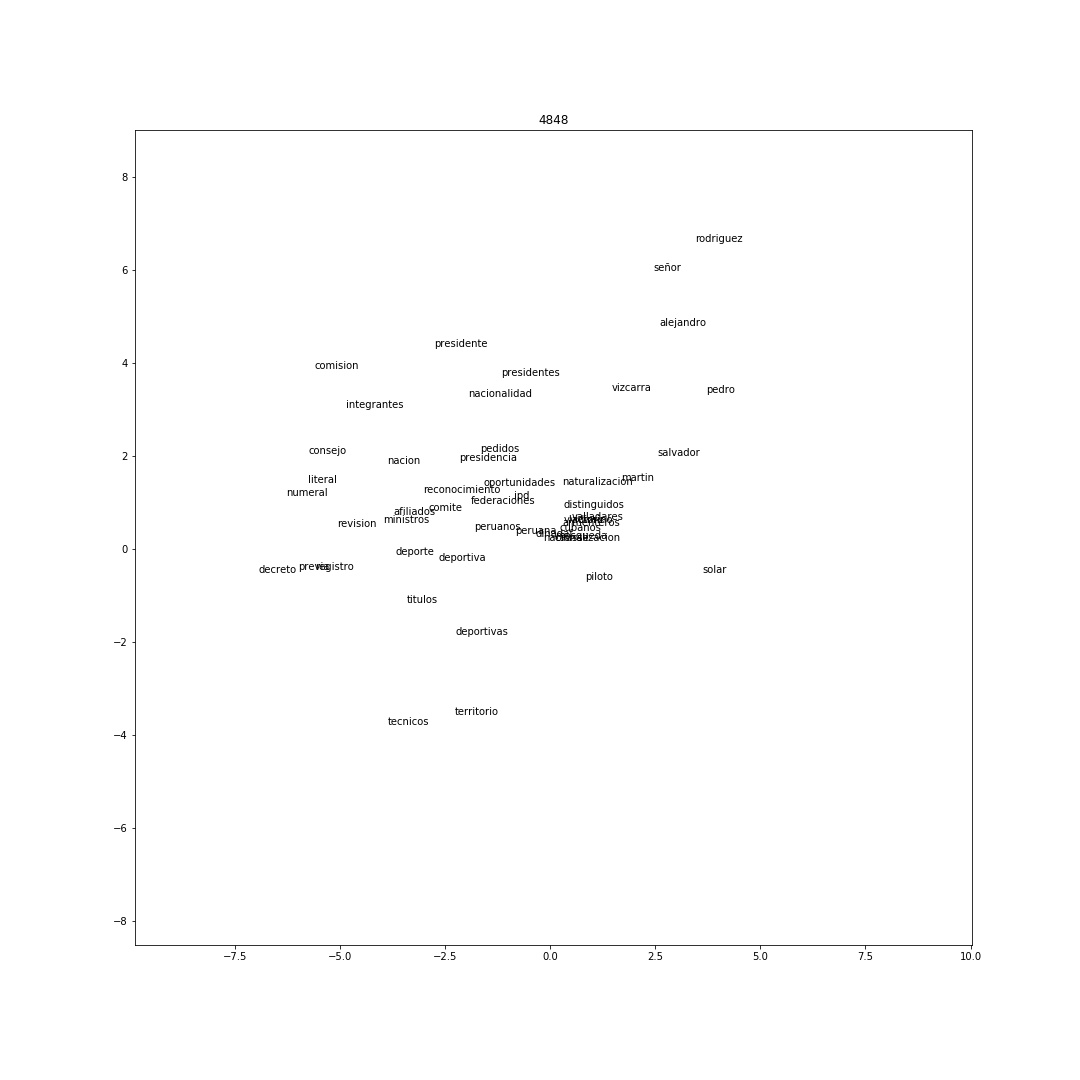 4848
8
rodriguez
señor
6
alejandro
presidente
4
comision
presidentes
vizcarra
pedro
nacionalidad
integrantes
pedidos
consejo
salvador
2
presidencia
nacion
martin
literal
oportunidades
naturalizacion
reconocimiento
numeral
ipd
federaciones
distinguidos
comite
afiliados
valladares
ministros
revision
armenteros
peruanos
cubanos
peruana
0
deporte
deportiva
previa
registro
decreto
solar
piloto
titulos
deportivas
−2
territorio
tecnicos
−4
−6
−8
−7.5 −5.0 −2.5 0.0 2.5 5.0 7.5 10.0